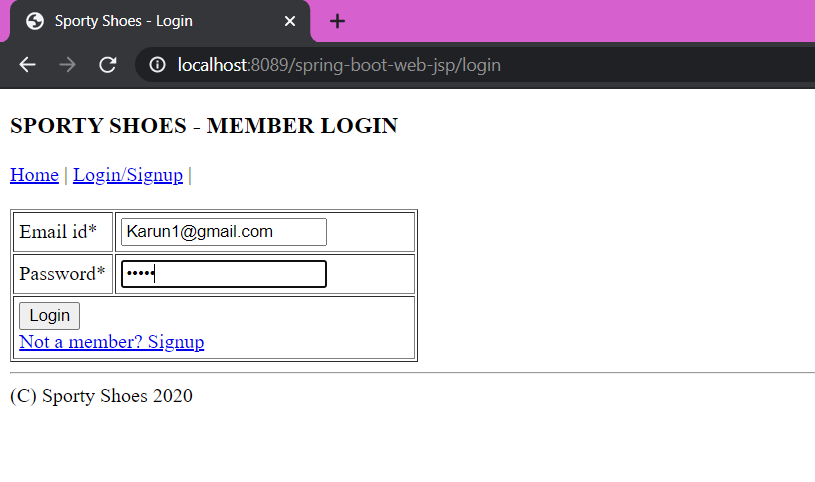 Sporty Shoes - Login
localhost:8089/spring-boot-web-jsp/login
SPORTY SHOES - MEMBER LOGIN
Home | Login/Signup |
Email id* Karun1@gmail.com
Password* •••••
Login
Not a member? Signup
(C) Sporty Shoes 2020